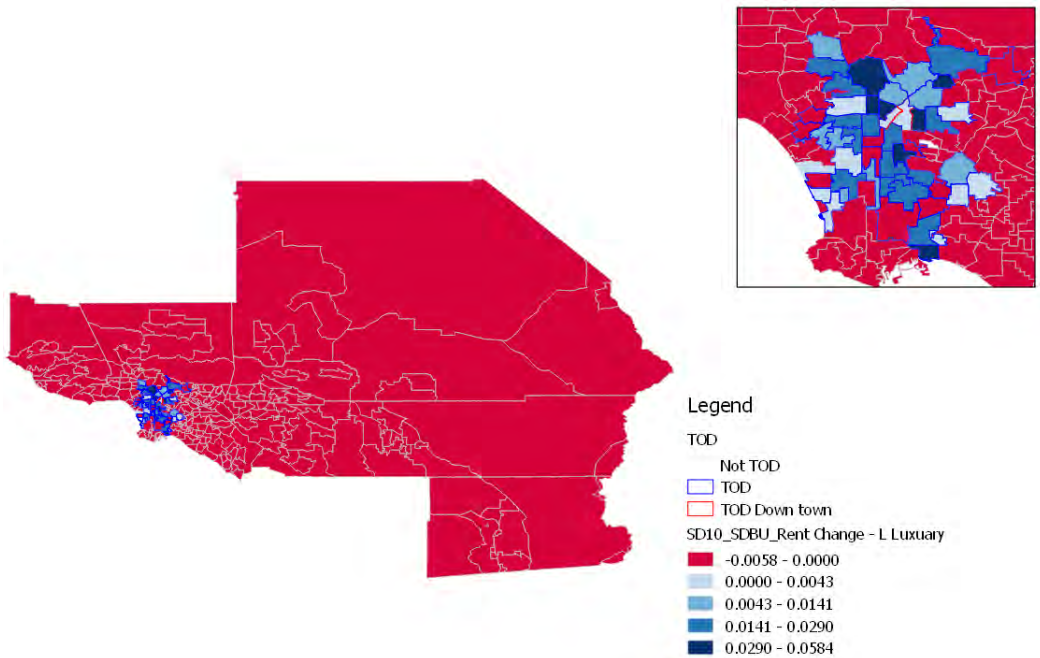 Legend
TOD
Not TOD
TOD
TOD Down town
SD10_SDBU_Rent Change - L Luxuary
-0.0058 - 0.0000
0.0000 - 0.0043
0.0043 - 0.0141
0.0141 - 0.0290
0.0290 - 0.0584